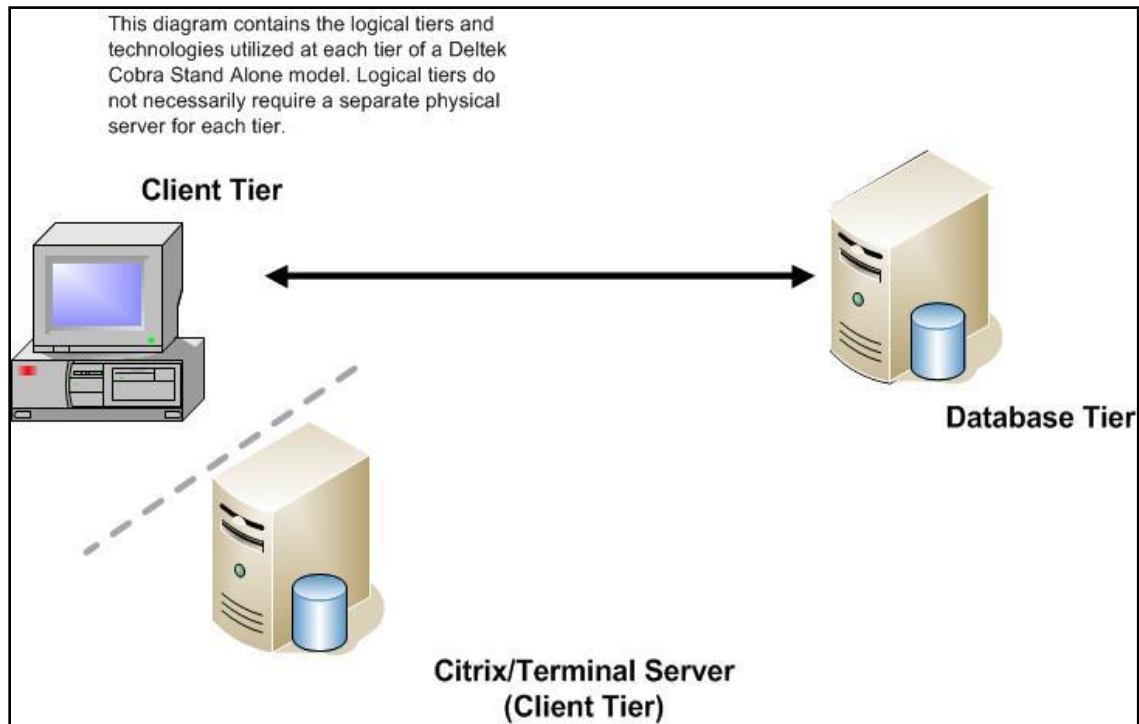 This diagram contains the logical tiers and
technologies utilized at each tier of a Deltek
Cobra Stand Alone model. Logical tiers do
not necessarily require a separate physical
server for each tier.
Client Tier
Database Tier
Citrix/Terminal Server
(Client Tier)